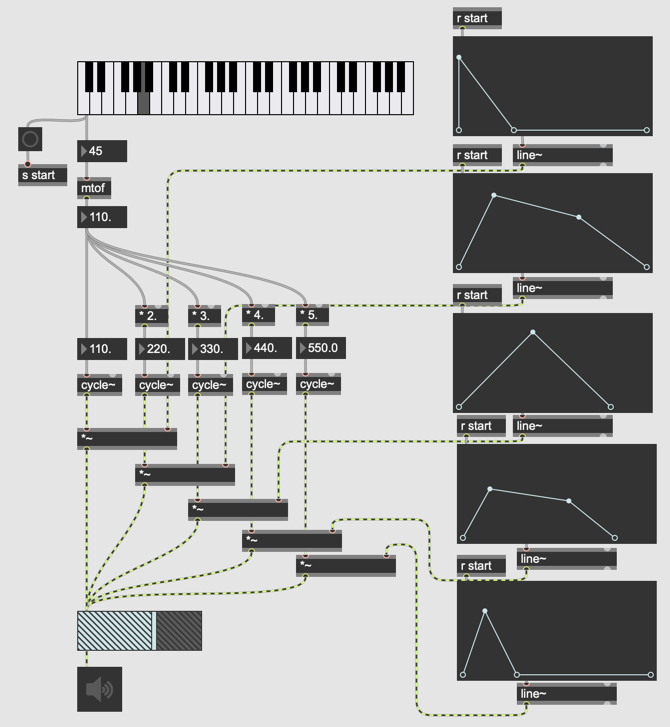 r start
45
s start
r start
line~
mtof
110.
r start
line~
* 2.
* 3.
* 4.
* 5.
110.
220.
330.
440.
550.0
cycle~
cycle~
cycle~
cycle~
cycle~
r start
line~
*~
*~
*~
*~
*~
r start
line~
line~